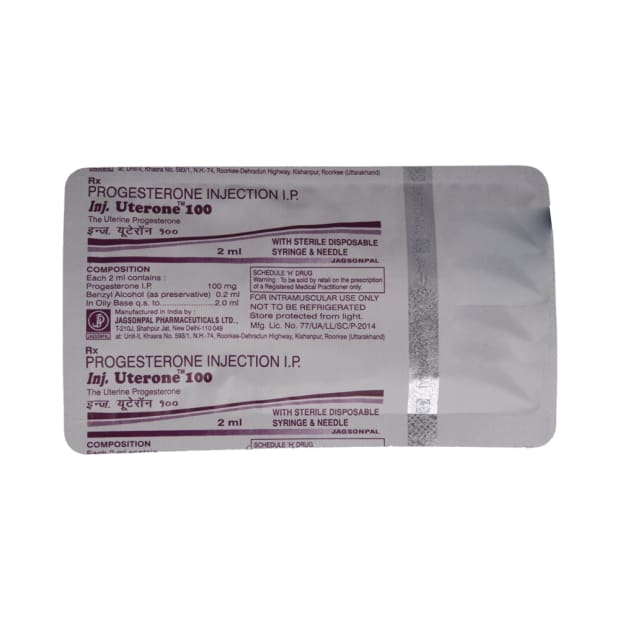 at: Unit-II, Khasra No. 593/1, N.H.-74, Roorkee-Dehradun Highway, Kishanpur, Roorkee (Uttarakhand)
Rx
PROGESTERONE INJECTION I.P.
Inj. Uterone™ 100
The Uterine Progesterone
इन्ज. यूटेरॉन १००
2 ml
WITH STERILE DISPOSABLE
SYRINGE & NEEDLE
JAGSONPAL
COMPOSITION
Each 2 ml contains :
Progesterone I.P. 100 mg
Benzyl Alcohol (as preservative) 0.2 ml
In Oily Base q.s. to..................2.0 ml
SCHEDULE 'H' DRUG
Warning : To be sold by retail on the prescription
of a Registered Medical Practitioner only.
FOR INTRAMUSCULAR USE ONLY
NOT TO BE REFRIGERATED
Store protected from light.
Mfg. Lic. No. 77/UA/LL/SC/P-2014
JAGSONPAL
Manufactured in India by :
JAGSONPAL PHARMACEUTICALS LTD.,
T-210J, Shahpur Jat, New Delhi-110 049
at: Unit-II, Khasra No. 593/1, N.H.-74, Roorkee-Dehradun Highway, Kishanpur, Roorkee (Uttarakhand)
Rx
PROGESTERONE INJECTION I.P.
Inj. Uterone™ 100
The Uterine Progesterone
इन्ज. यूटेरॉन १००
2 ml
WITH STERILE DISPOSABLE
SYRINGE & NEEDLE
JAGSONPAL
COMPOSITION
SCHEDULE 'H' DRUG